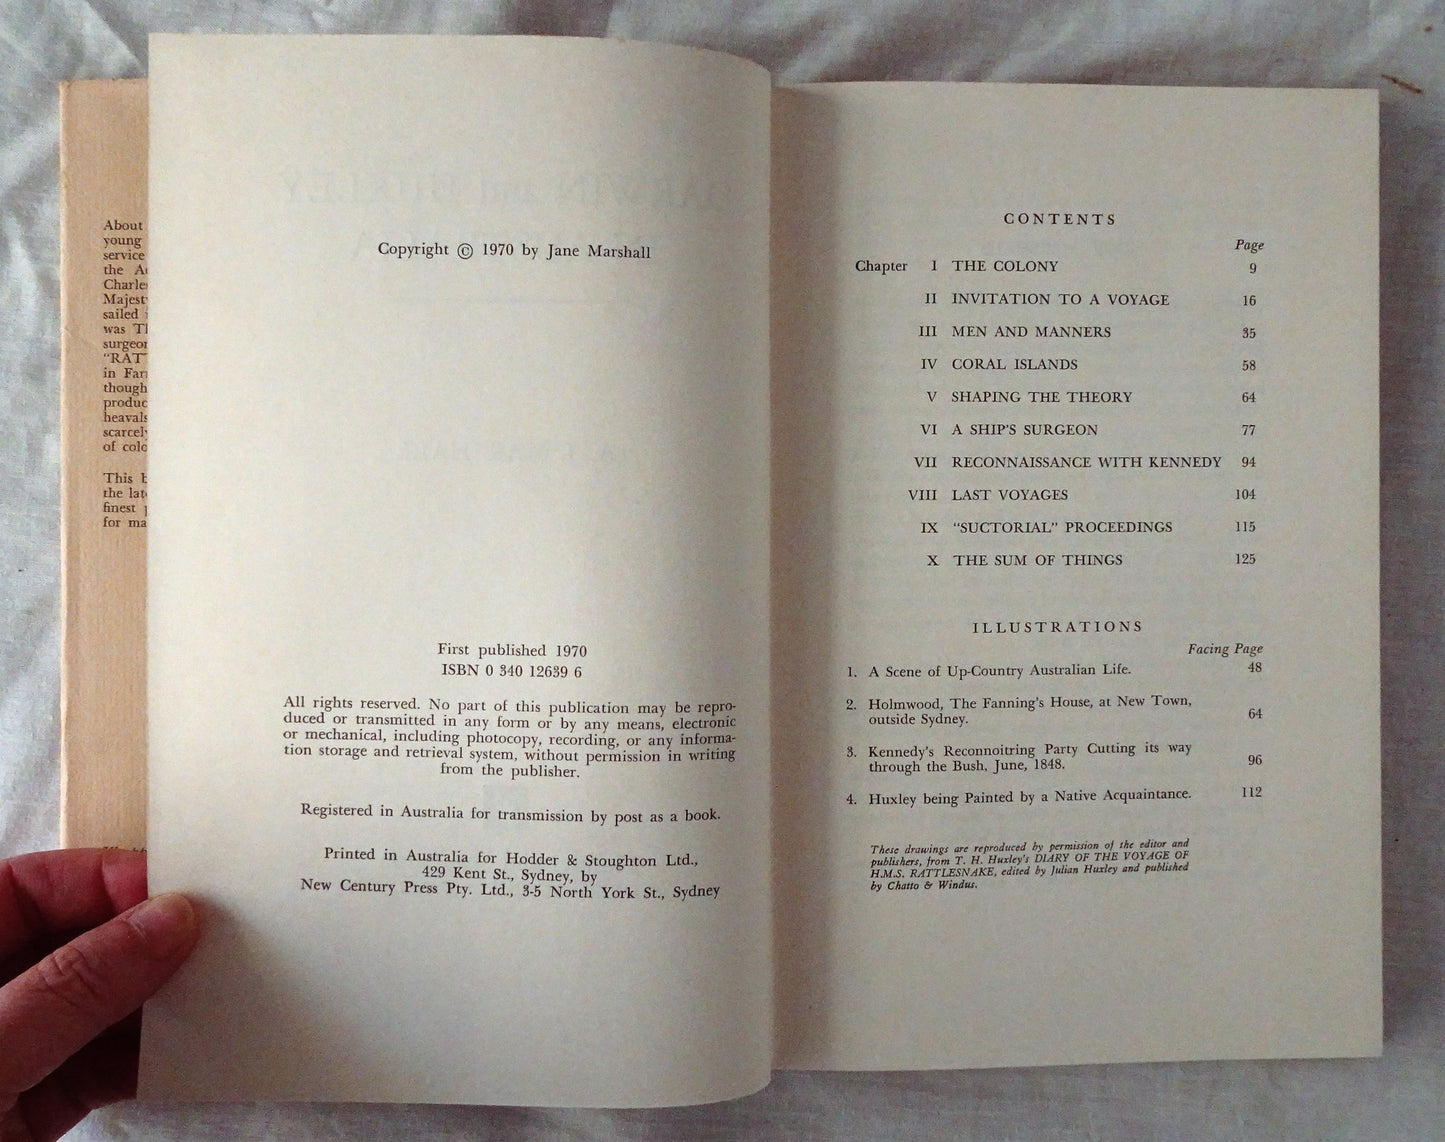 About
young
service
the
Charles
Majest
sailed
was
surgeon
"RAT
in
though
produc
heavals
scarcely
of colo
This
the
finest
for
Copyright © 1970 by Jane Marshall
First published 1970
ISBN 0 340 12639 6
All rights reserved. No part of this publication may be repro-
duced or transmitted in any form or by any means, electronic
or mechanical, including photocopy, recording, or any informa-
tion storage and retrieval system, without permission in writing
from the publisher.
Registered in Australia for transmission by post as a book.
Printed in Australia for Hodder & Stoughton Ltd.,
429 Kent St., Sydney, by
New Century Press Pty. Ltd., 3-5 North York St., Sydney
CONTENTS
Page
Chapter I THE COLONY 9
II INVITATION TO A VOYAGE 16
III MEN AND MANNERS 35
IV CORAL ISLANDS 58
V SHAPING THE THEORY 64
VI A SHIP'S SURGEON 77
VII RECONNAISSANCE WITH KENNEDY 94
VIII LAST VOYAGES 104
IX "SUCTORIAL" PROCEEDINGS 115
X THE SUM OF THINGS 125
ILLUSTRATIONS
Facing Page
1. A Scene of Up-Country Australian Life. 48
2. Holmwood, The Fanning's House, at New Town,
outside Sydney. 64
3. Kennedy's Reconnoitring Party Cutting its way
through the Bush, June, 1848. 96
4. Huxley being Painted by a Native Acquaintance. 112
These drawings are reproduced by permission of the editor and
publishers, from T. H. Huxley's DIARY OF THE VOYAGE OF
H.M.S. RATTLESNAKE, edited by Julian Huxley and published
by Chatto & Windus.